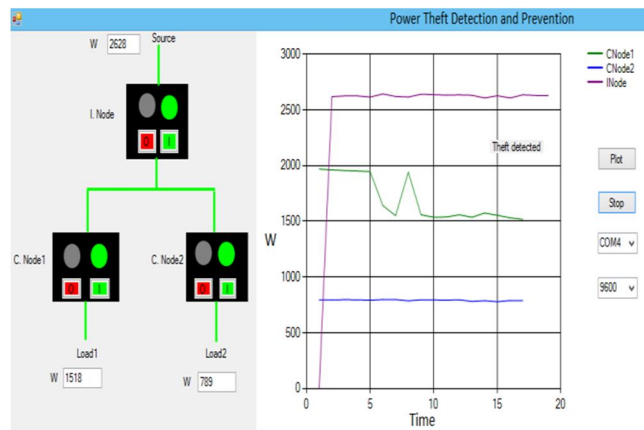 Power Theft Detection and Prevention
W 2628 Source
I. Node
O I
C. Node1
O I
C. Node2
O I
Load1
W 1518
Load2
W 789
3000
2500
2000
1500
1000
500
0
W
0 5 10 15 20
Time
Theft detected
CNode1
CNode2
INode
Plot
Stop
COM4
9600